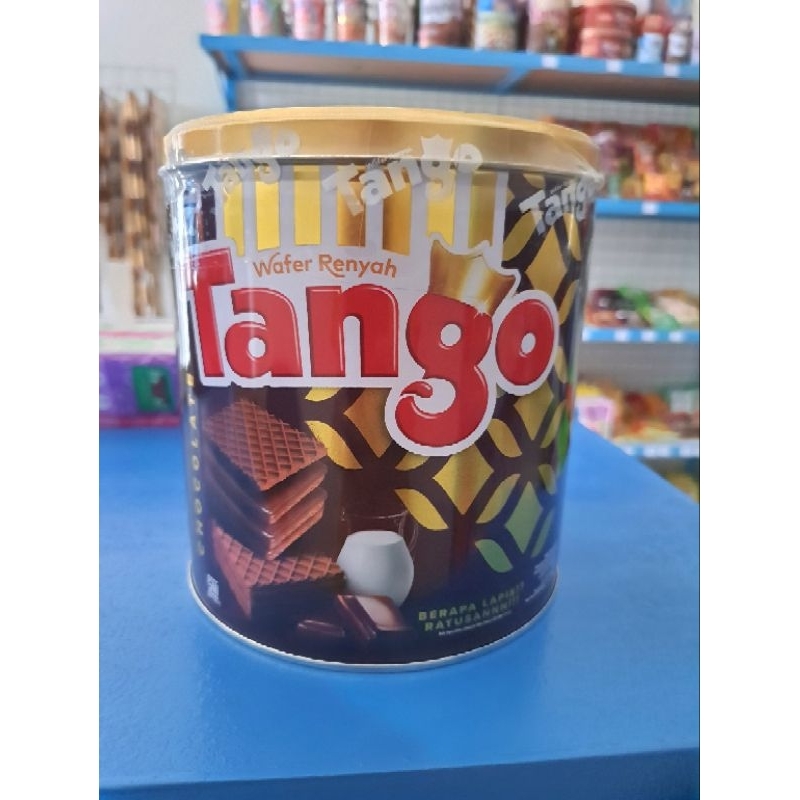 Tango Tango Tango
Wafer Renyah
Tango
CHOCOLATE
BERAPA LAPIS??
RATUSANNN!!!